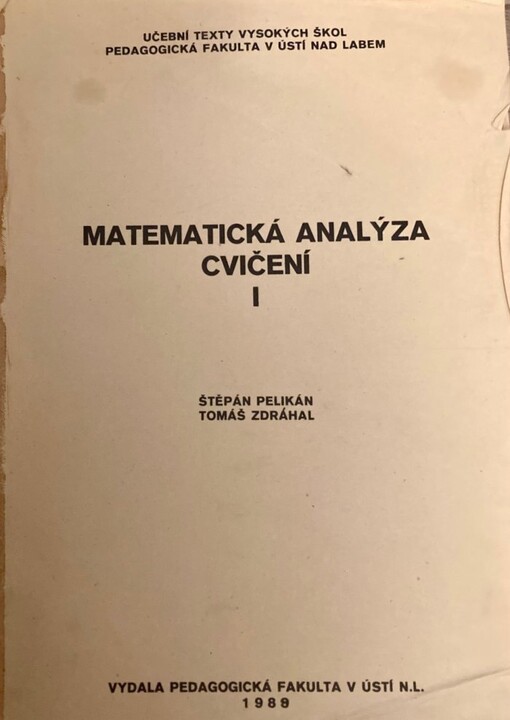 UČEBNÍ TEXTY VYSOKÝCH ŠKOL
PEDAGOGICKÁ FAKULTA V ÚSTÍ NAD LABEM
MATEMATICKÁ ANALÝZA
CVIČENÍ
I
ŠTĚPÁN PELIKÁN
TOMÁŠ ZDRÁHAL
VYDALA PEDAGOGICKÁ FAKULTA V ÚSTÍ N.L.
1989